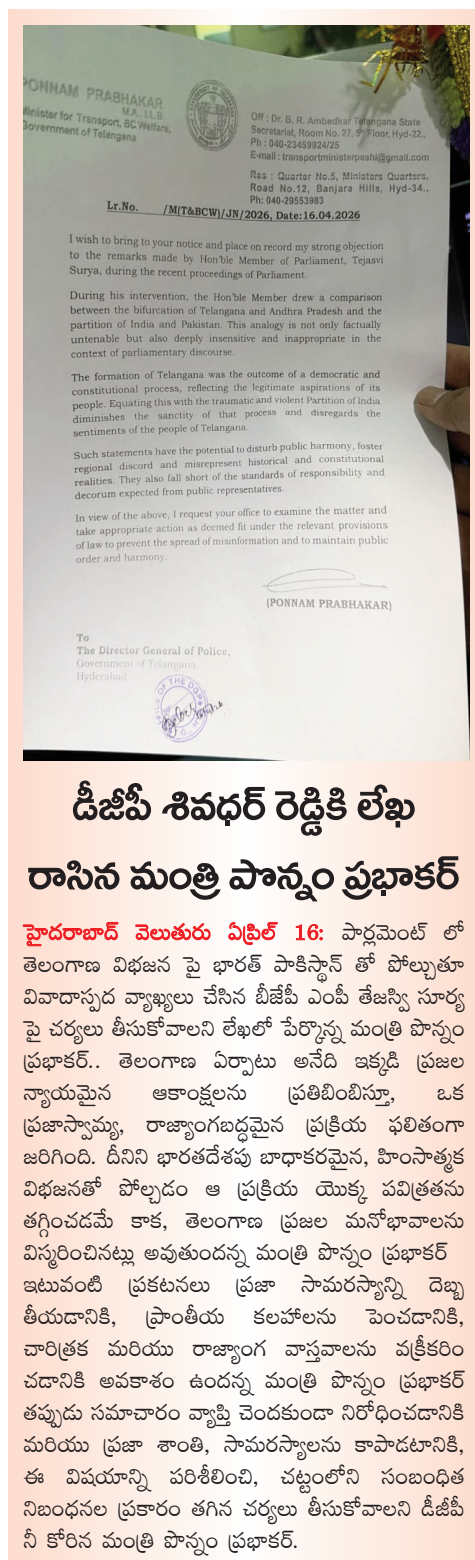 PONNAM PRABHAKAR
M.A., LL.B.
Minister for Transport, BC Welfare,
Government of Telangana
Off : Dr. B. R. Ambedkar Telangana State
Secretariat, Room No. 27, 5th Floor, Hyd-22.,
Ph : 040-23459924/25
E-mail : transportministerpeshi@gmail.com
Ras : Quarter No.5, Ministers Quarters,
Road No.12, Banjara Hills, Hyd-34.,
Ph: 040-29553983
Lr.No. /M(T&BCW)/JN/2026, Date:16.04.2026
I wish to bring to your notice and place on record my strong objection
to the remarks made by Hon'ble Member of Parliament, Tejasvi
Surya, during the recent proceedings of Parliament.
During his intervention, the Hon'ble Member drew a comparison
between the bifurcation of Telangana and Andhra Pradesh and the
partition of India and Pakistan. This analogy is not only factually
untenable but also deeply insensitive and inappropriate in the
context of parliamentary discourse.
The formation of Telangana was the outcome of a democratic and
constitutional process, reflecting the legitimate aspirations of its
people. Equating this with the traumatic and violent Partition of India
diminishes the sanctity of that process and disregards the
sentiments of the people of Telangana.
Such statements have the potential to disturb public harmony, foster
regional discord and misrepresent historical and constitutional
realities. They also fall short of the standards of responsibility and
decorum expected from public representatives.
In view of the above, I request your office to examine the matter and
take appropriate action as deemed fit under the relevant provisions
of law to prevent the spread of misinformation and to maintain public
order and harmony.
(PONNAM PRABHAKAR)
To
The Director General of Police,
Government of Telangana,
Hyderabad
OFFICE OF THE DGP
డీజీపీ శివధర్ రెడ్డికి లేఖ
రాసిన మంత్రి పొన్నం ప్రభాకర్
హైదరాబాద్ వెలుతురు ఏప్రిల్ 16: పార్లమెంట్ లో
తెలంగాణ విభజన పై భారత్ పాకిస్థాన్ తో పోల్చుతూ
వివాదాస్పద వ్యాఖ్యలు చేసిన బీజేపీ ఎంపీ తేజస్వి సూర్య
పై చర్యలు తీసుకోవాలని లేఖలో పేర్కొన్న మంత్రి పొన్నం
ప్రభాకర్.. తెలంగాణ ఏర్పాటు అనేది ఇక్కడి ప్రజల
న్యాయమైన ఆకాంక్షలను ప్రతిబింబిస్తూ, ఒక
ప్రజాస్వామ్య, రాజ్యాంగబద్ధమైన ప్రక్రియ ఫలితంగా
జరిగింది. దీనిని భారతదేశపు బాధాకరమైన, హింసాత్మక
విభజనతో పోల్చడం ఆ ప్రక్రియ యొక్క పవిత్రతను
తగ్గించడమే కాక, తెలంగాణ ప్రజల మనోభావాలను
విస్మరించినట్లు అవుతుందన్న మంత్రి పొన్నం ప్రభాకర్
ఇటువంటి ప్రకటనలు ప్రజా సామరస్యాన్ని దెబ్బ
తీయడానికి, ప్రాంతీయ కలహాలను పెంచడానికి,
చారిత్రక మరియు రాజ్యాంగ వాస్తవాలను వక్రీకరిం
చడానికి అవకాశం ఉందన్న మంత్రి పొన్నం ప్రభాకర్
తప్పుడు సమాచారం వ్యాప్తి చెందకుండా నిరోధించడానికి
మరియు ప్రజా శాంతి, సామరస్యాలను కాపాడటానికి,
ఈ విషయాన్ని పరిశీలించి, చట్టంలోని సంబంధిత
నిబంధనల ప్రకారం తగిన చర్యలు తీసుకోవాలని డీజీపీ
నీ కోరిన మంత్రి పొన్నం ప్రభాకర్.